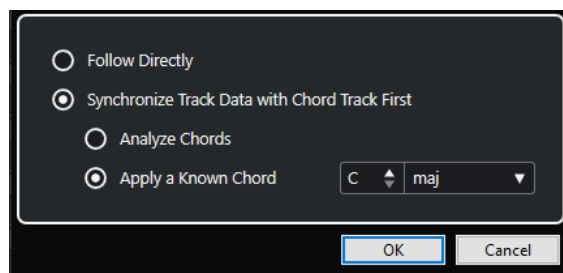 Follow Directly
Synchronize Track Data with Chord Track First
Analyze Chords
Apply a Known Chord C maj
OK Cancel